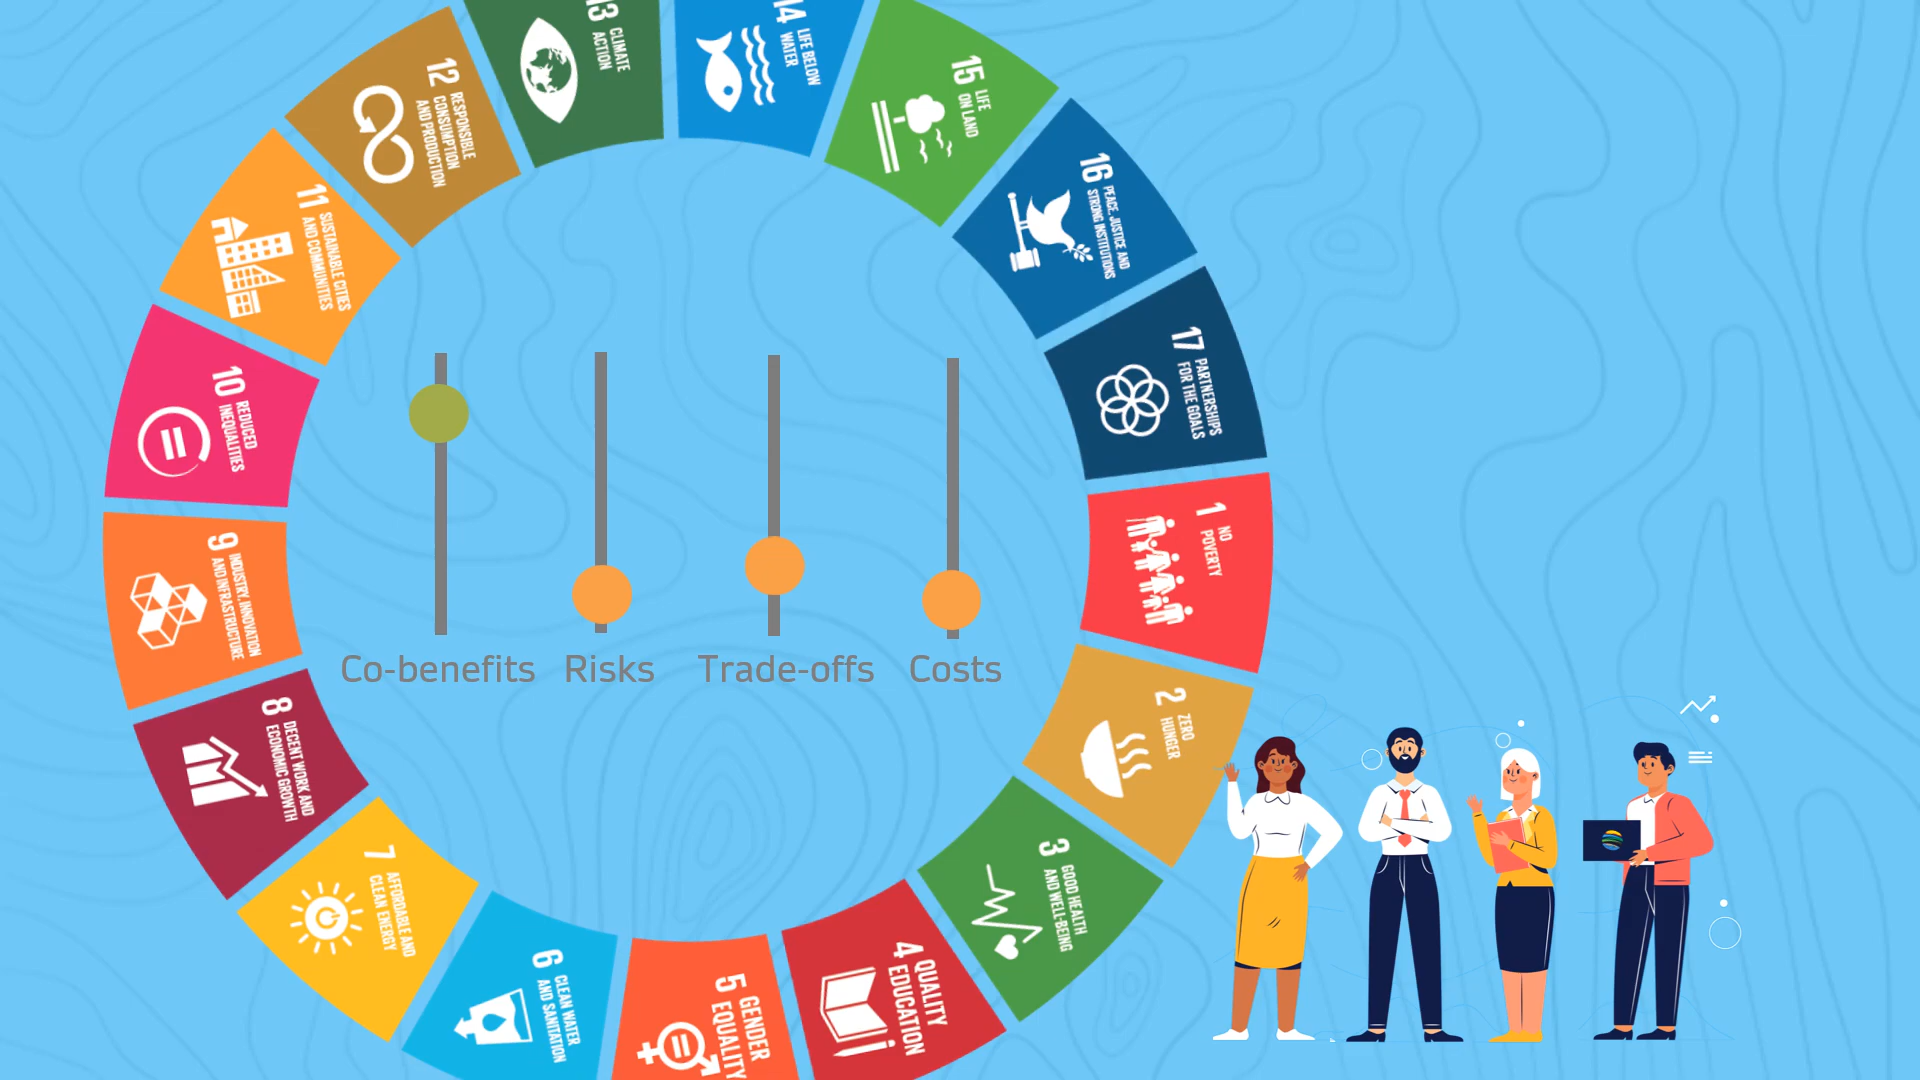 13 CLIMATE
ACTION
14 LIFE BELOW
WATER
15 LIFE
ON LAND
16 PEACE, JUSTICE AND
STRONG INSTITUTIONS
17 PARTNERSHIPS
FOR THE GOALS
1 NO
POVERTY
2 ZERO
HUNGER
3 GOOD HEALTH
AND WELL-BEING
4 QUALITY
EDUCATION
5 GENDER
EQUALITY
6 CLEAN WATER
AND SANITATION
7 AFFORDABLE AND
CLEAN ENERGY
8 DECENT WORK AND
ECONOMIC GROWTH
9 INDUSTRY, INNOVATION
AND INFRASTRUCTURE
10 REDUCED
INEQUALITIES
11 SUSTAINABLE CITIES
AND COMMUNITIES
12 RESPONSIBLE
CONSUMPTION
AND PRODUCTION
Co-benefits Risks Trade-offs Costs